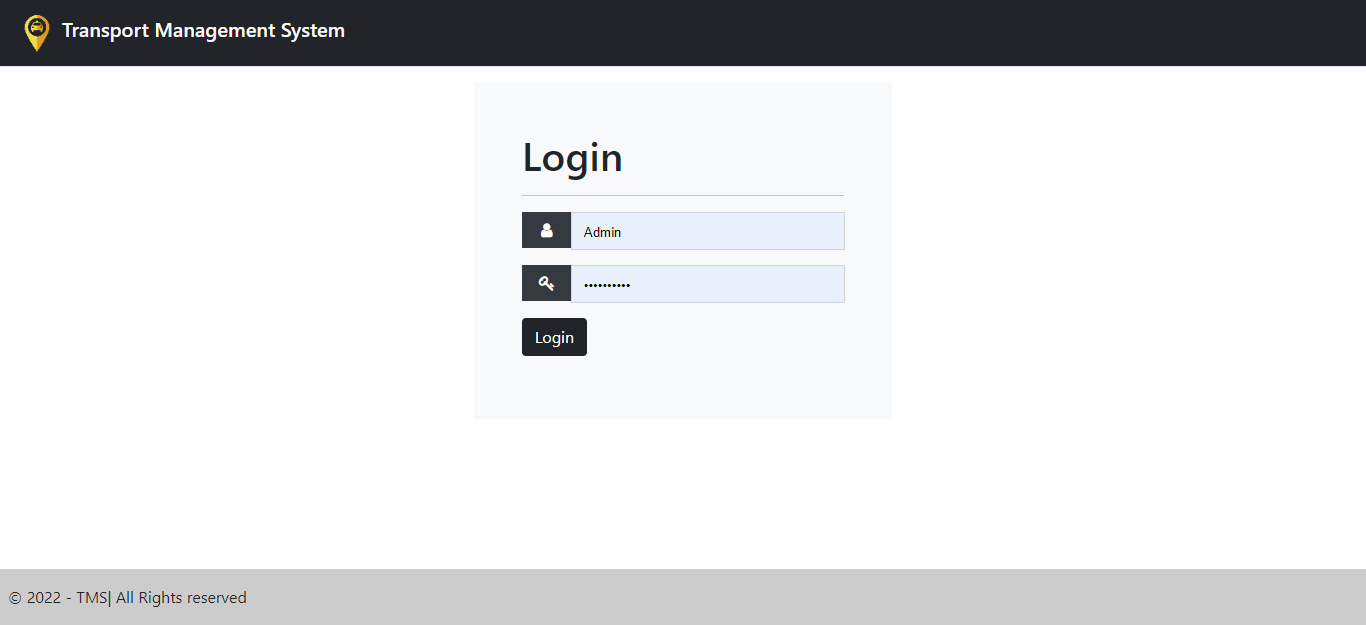 Transport Management System
Login
Admin
••••••••••
Login
© 2022 - TMS| All Rights reserved